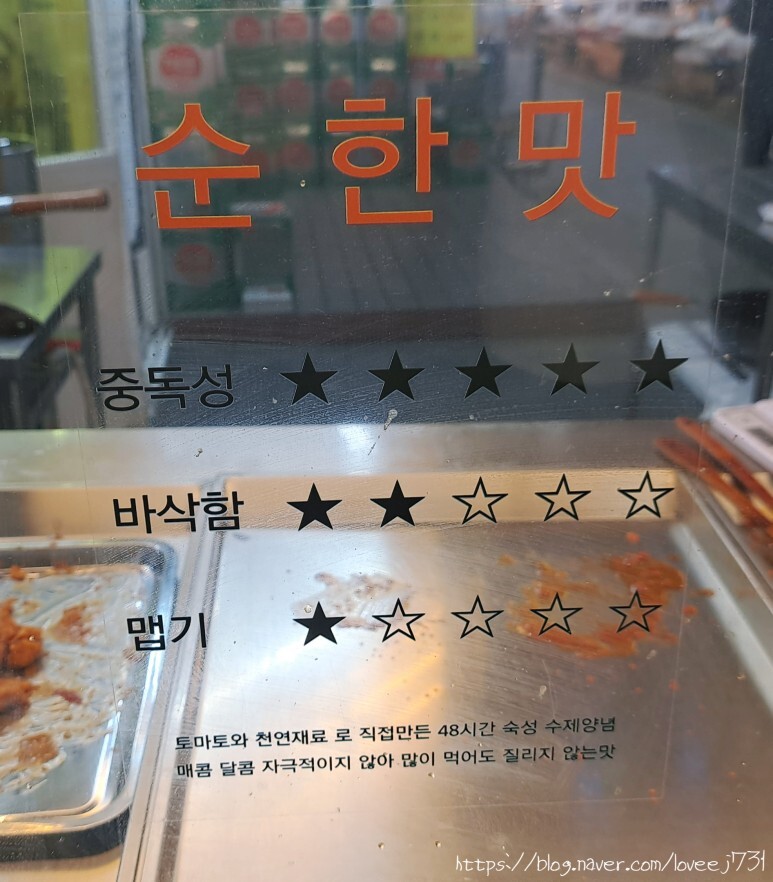 순한맛
중독성 ★★★★★
바삭함 ★★☆☆☆
맵기 ★☆☆☆☆
토마토와 천연재료 로 직접만든 48시간 숙성 수제양념
매콤 달콤 자극적이지 않아 많이 먹어도 질리지 않는맛
https://blog.naver.com/loveej731